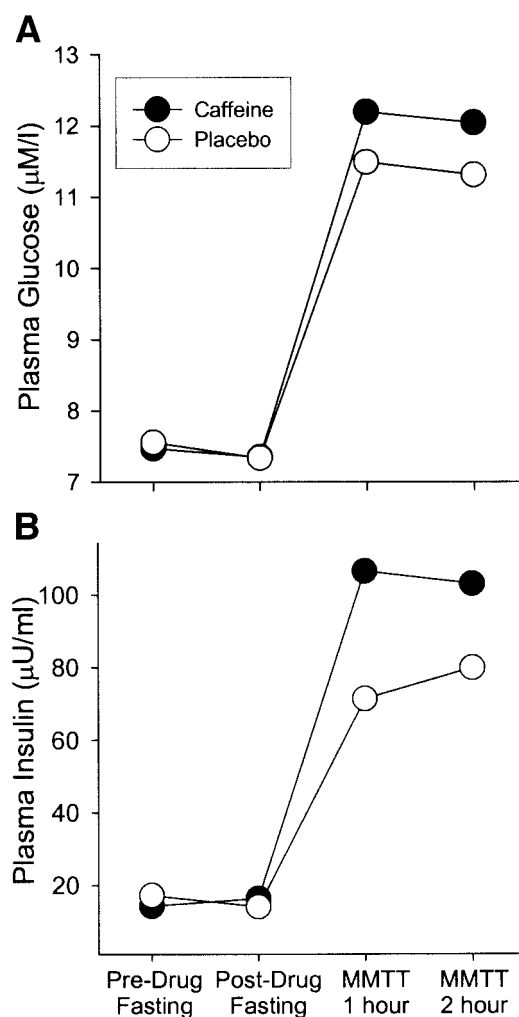 A
13
12
11
10
9
8
7
Plasma Glucose (μM/l)
Caffeine
Placebo
B
100
80
60
40
20
Plasma Insulin (μU/ml)
Pre-Drug
Fasting
Post-Drug
Fasting
MMTT
1 hour
MMTT
2 hour